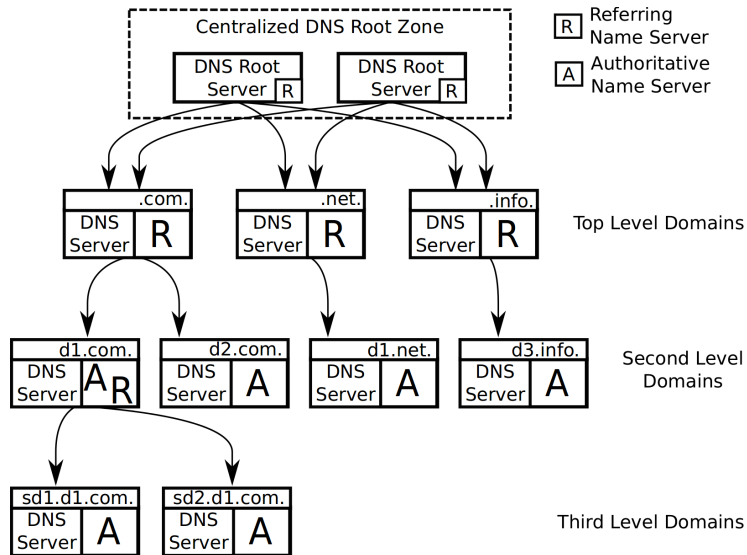 Centralized DNS Root Zone
DNS Root
Server
R
DNS Root
Server
R
R
Referring
Name Server
A
Authoritative
Name Server
.com.
DNS
Server
R
.net.
DNS
Server
R
.info.
DNS
Server
R
Top Level Domains
d1.com.
DNS
Server
A
R
d2.com.
DNS
Server
A
d1.net.
DNS
Server
A
d3.info.
DNS
Server
A
Second Level
Domains
sd1.d1.com.
DNS
Server
A
sd2.d1.com.
DNS
Server
A
Third Level Domains